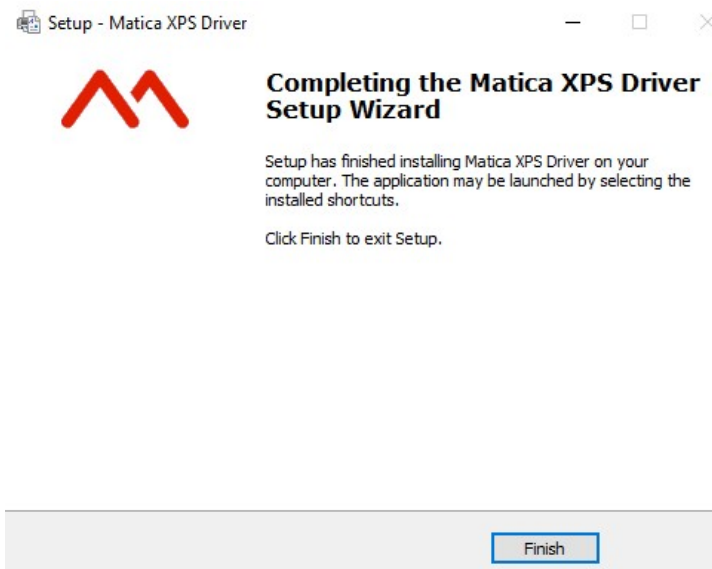 Setup - Matica XPS Driver
Completing the Matica XPS Driver
Setup Wizard
Setup has finished installing Matica XPS Driver on your
computer. The application may be launched by selecting the
installed shortcuts.
Click Finish to exit Setup.
Finish